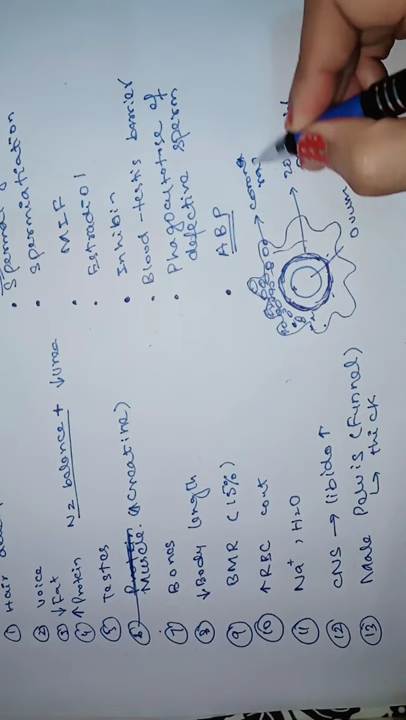 ① Hair
② voice
③ ↓Fat
④ ↑Protein N2 balance + ↓urea
⑤ Testes
⑥ Muscle (creatine)
⑦ Bones
⑧ ↓Body length
⑨ BMR (15%)
⑩ ↑RBC cout
⑪ Na⁺, H2O
⑫ CNS → libido ↑
⑬ Male Pelvis (Funnel)
↳ thick
• Spermiation
• MIF
• Estradiol
• Inhibin
• Blood-testis barrier
• Phagocytotose of
defective sperm
• ABP
Ovum